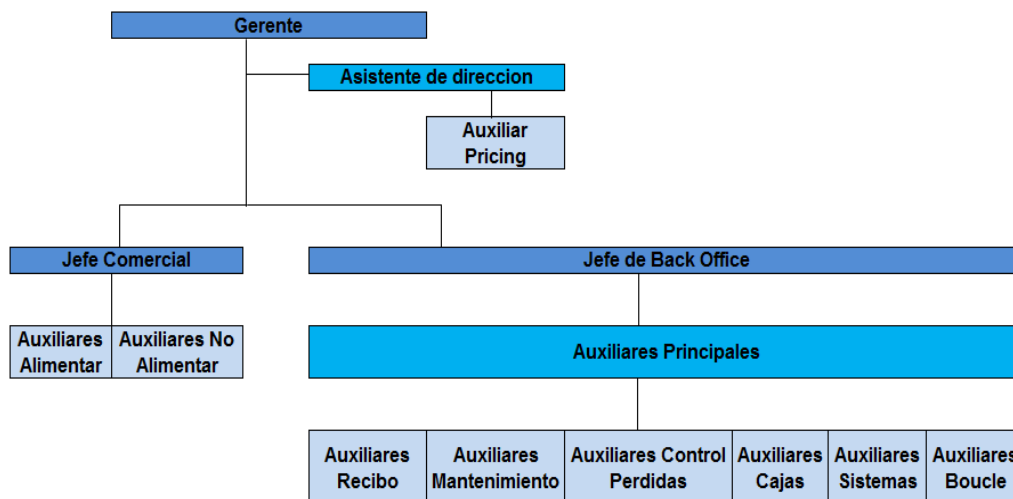 Gerente
Asistente de direccion
Auxiliar
Pricing
Jefe Comercial
Jefe de Back Office
Auxiliares
Alimentar
Auxiliares No
Alimentar
Auxiliares Principales
Auxiliares
Recibo
Auxiliares
Mantenimiento
Auxiliares Control
Perdidas
Auxiliares
Cajas
Auxiliares
Sistemas
Auxiliares
Boucle